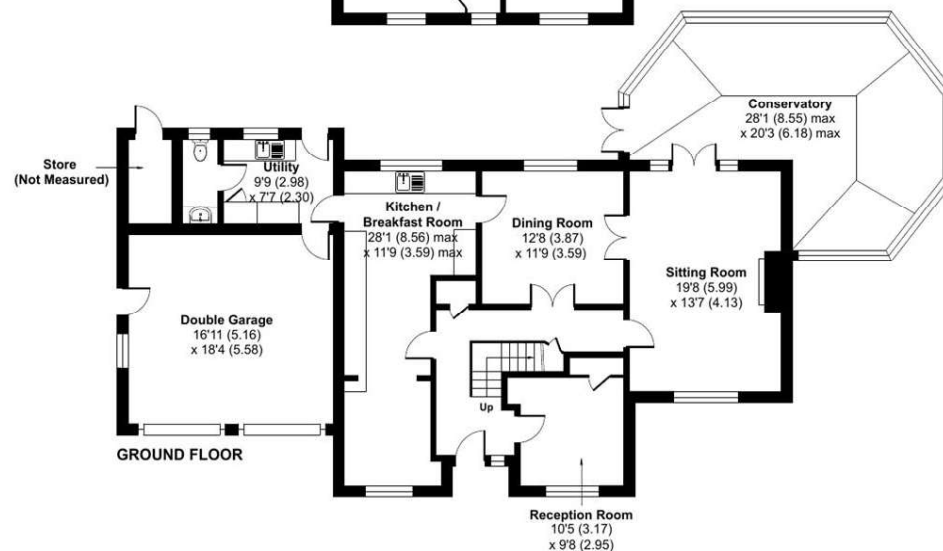 Conservatory
28'1 (8.55) max
x 20'3 (6.18) max
Store
(Not Measured)
Utility
9'9 (2.98)
x 7'7 (2.30)
Kitchen /
Breakfast Room
28'1 (8.56) max
x 11'9 (3.59) max
Dining Room
12'8 (3.87)
x 11'9 (3.59)
Sitting Room
19'8 (5.99)
x 13'7 (4.13)
Double Garage
16'11 (5.16)
x 18'4 (5.58)
Up
GROUND FLOOR
Reception Room
10'5 (3.17)
x 9'8 (2.95)